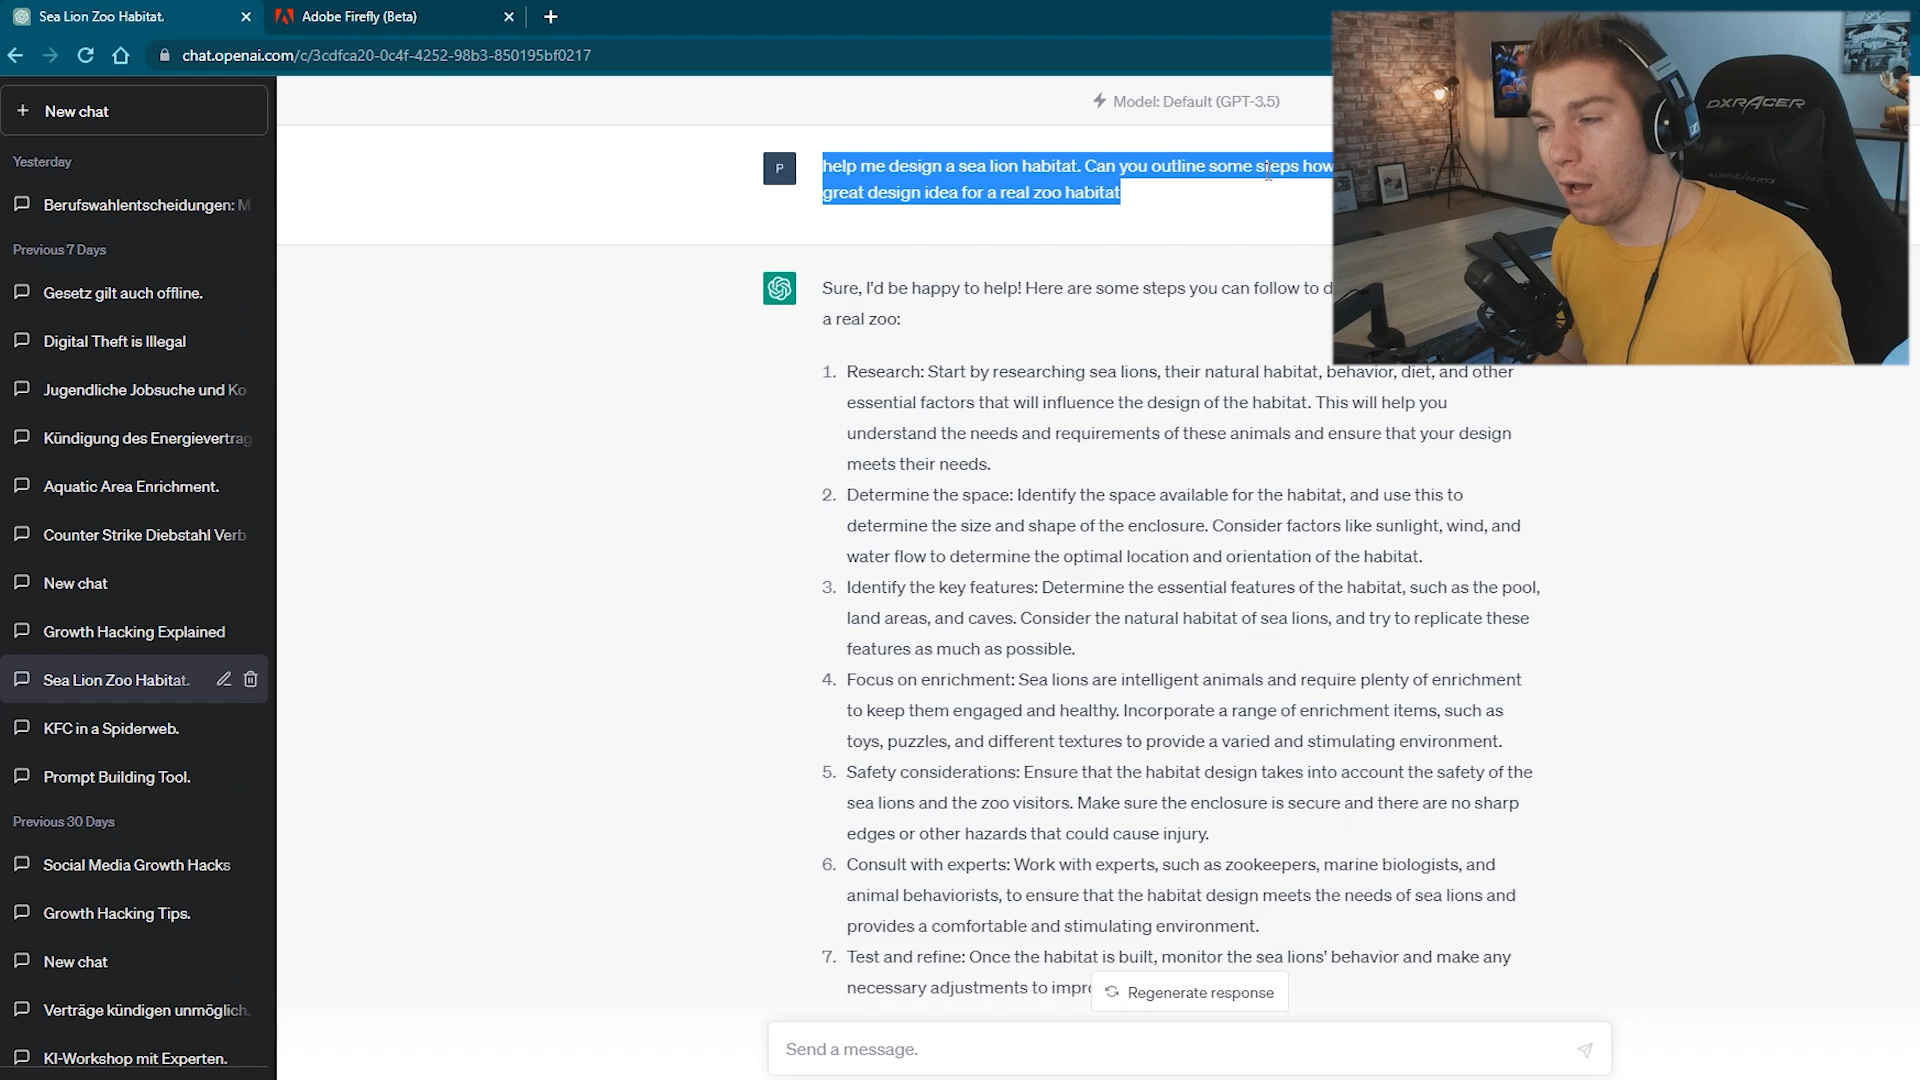 Sea Lion Zoo Habitat.
Adobe Firefly (Beta)
chat.openai.com/c/3cdfca20-0c4f-4252-98b3-850195bf0217
New chat
Yesterday
Berufswahlentscheidungen: M
Previous 7 Days
Gesetz gilt auch offline.
Digital Theft is Illegal
Jugendliche Jobsuche und Ko
Kündigung des Energievertrag
Aquatic Area Enrichment.
Counter Strike Diebstahl Verb
New chat
Growth Hacking Explained
Sea Lion Zoo Habitat.
KFC in a Spiderweb.
Prompt Building Tool.
Previous 30 Days
Social Media Growth Hacks
Growth Hacking Tips.
New chat
Verträge kündigen unmöglich.
KI-Workshop mit Experten.
Model: Default (GPT-3.5)
P
help me design a sea lion habitat. Can you outline some steps how
great design idea for a real zoo habitat
Sure, I'd be happy to help! Here are some steps you can follow to d
a real zoo:
1. Research: Start by researching sea lions, their natural habitat, behavior, diet, and other
essential factors that will influence the design of the habitat. This will help you
understand the needs and requirements of these animals and ensure that your design
meets their needs.
2. Determine the space: Identify the space available for the habitat, and use this to
determine the size and shape of the enclosure. Consider factors like sunlight, wind, and
water flow to determine the optimal location and orientation of the habitat.
3. Identify the key features: Determine the essential features of the habitat, such as the pool,
land areas, and caves. Consider the natural habitat of sea lions, and try to replicate these
features as much as possible.
4. Focus on enrichment: Sea lions are intelligent animals and require plenty of enrichment
to keep them engaged and healthy. Incorporate a range of enrichment items, such as
toys, puzzles, and different textures to provide a varied and stimulating environment.
5. Safety considerations: Ensure that the habitat design takes into account the safety of the
sea lions and the zoo visitors. Make sure the enclosure is secure and there are no sharp
edges or other hazards that could cause injury.
6. Consult with experts: Work with experts, such as zookeepers, marine biologists, and
animal behaviorists, to ensure that the habitat design meets the needs of sea lions and
provides a comfortable and stimulating environment.
7. Test and refine: Once the habitat is built, monitor the sea lions' behavior and make any
necessary adjustments to impro
Regenerate response
Send a message.
DXRACER